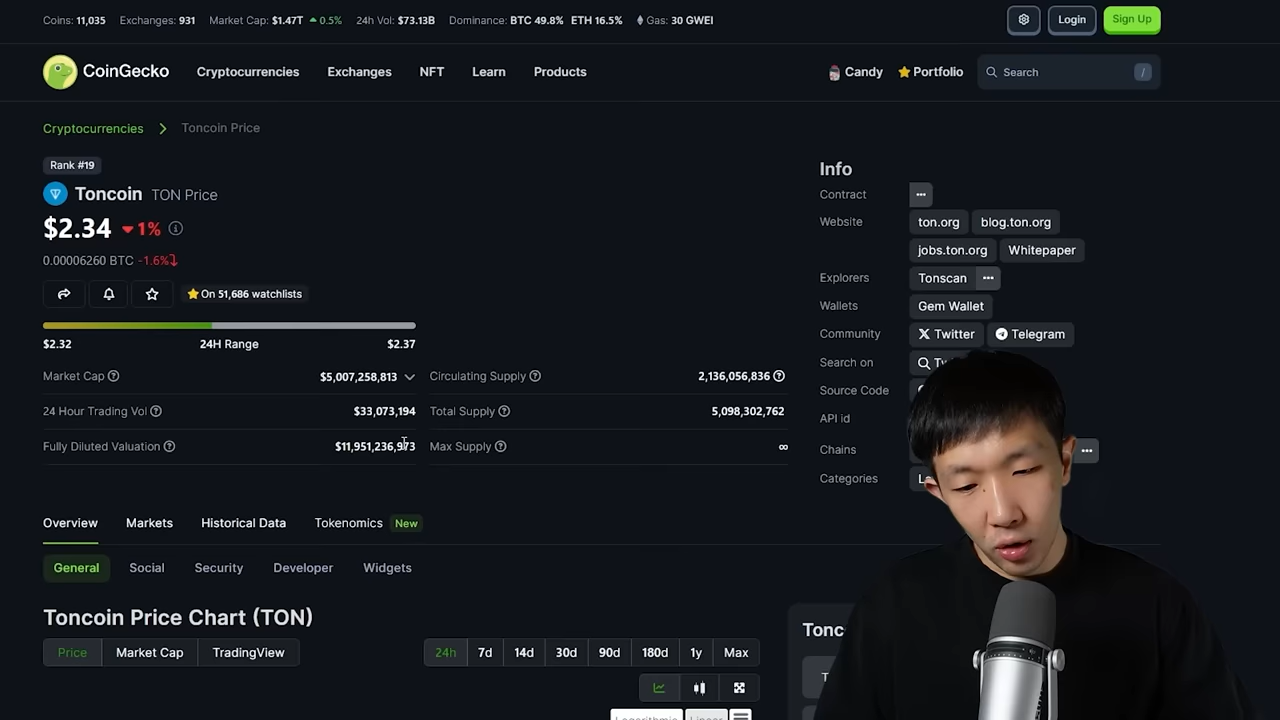 Coins: 11,035 Exchanges: 931 Market Cap: $1.47T 0.5% 24h Vol: $73.13B Dominance: BTC 49.8% ETH 16.5% Gas: 30 GWEI Login Sign Up
CoinGecko Cryptocurrencies Exchanges NFT Learn Products Candy Portfolio Search /
Cryptocurrencies Toncoin Price
Rank #19
Toncoin TON Price
$2.34 1%
0.00006260 BTC -1.6%
On 51,686 watchlists
$2.32 24H Range $2.37
Market Cap $5,007,258,813
24 Hour Trading Vol $33,073,194
Fully Diluted Valuation $11,951,236,973
Circulating Supply 2,136,056,836
Total Supply 5,098,302,762
Max Supply ∞
Info
Contract
Website ton.org blog.ton.org
jobs.ton.org Whitepaper
Explorers Tonscan
Wallets Gem Wallet
Community Twitter Telegram
Search on
Source Code
API id
Chains
Categories
Overview Markets Historical Data Tokenomics New
General Social Security Developer Widgets
Toncoin Price Chart (TON)
Price Market Cap TradingView 24h 7d 14d 30d 90d 180d 1y Max
Logarithmic Linear